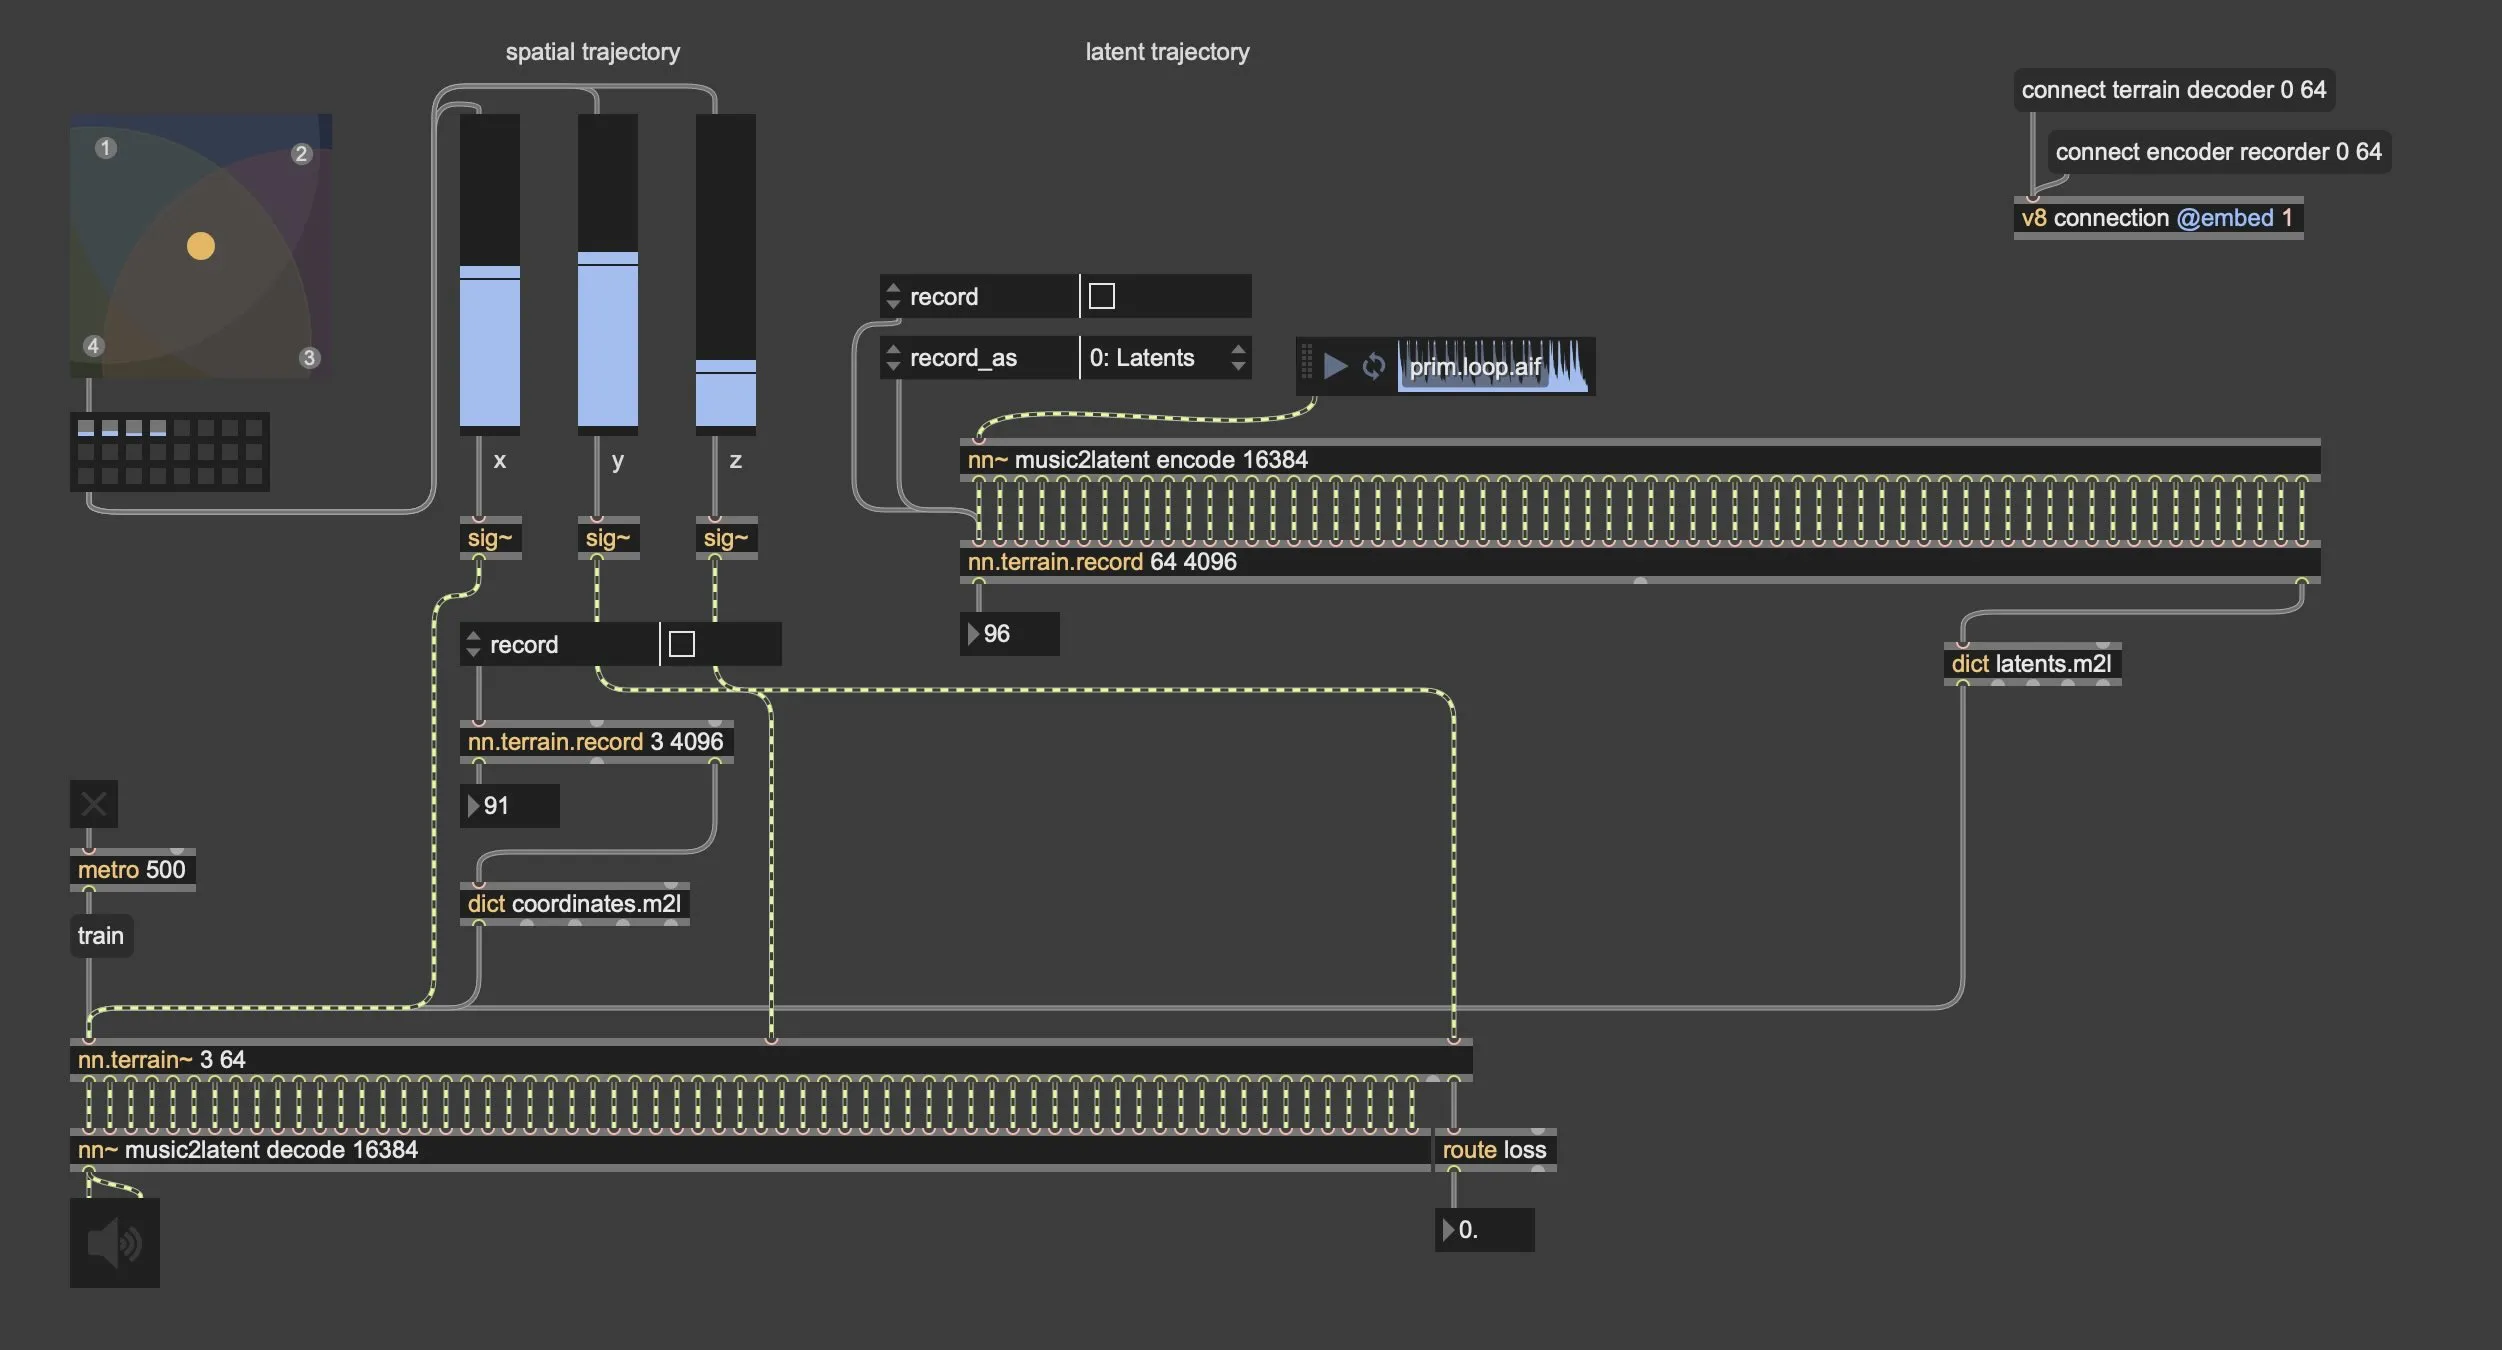 spatial trajectory
latent trajectory
connect terrain decoder 0 64
connect encoder recorder 0 64
v8 connection @embed 1
1
2
4
3
record
record_as
0: Latents
prim.loop.aif
x
y
z
nn~ music2latent encode 16384
sig~
sig~
sig~
nn.terrain.record 64 4096
record
96
dict latents.m2l
nn.terrain.record 3 4096
91
metro 500
dict coordinates.m2l
train
nn.terrain~ 3 64
nn~ music2latent decode 16384
route loss
0.